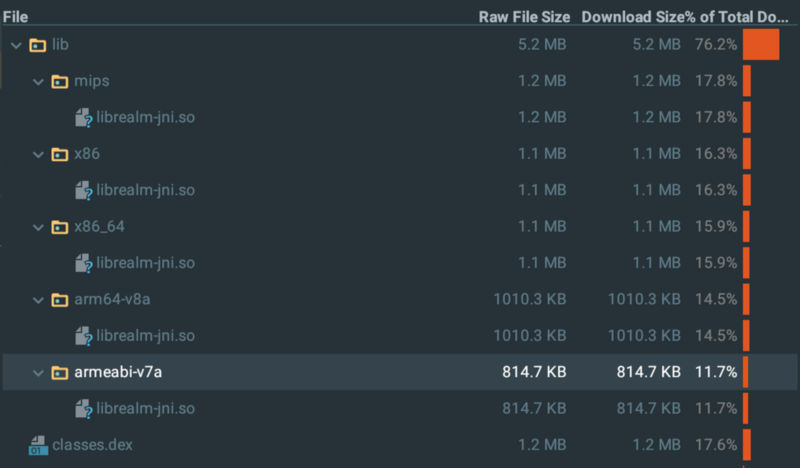 File Raw File Size Download Size % of Total Do...
lib 5.2 MB 5.2 MB 76.2%
mips 1.2 MB 1.2 MB 17.8%
librealm-jni.so 1.2 MB 1.2 MB 17.8%
x86 1.1 MB 1.1 MB 16.3%
librealm-jni.so 1.1 MB 1.1 MB 16.3%
x86_64 1.1 MB 1.1 MB 15.9%
librealm-jni.so 1.1 MB 1.1 MB 15.9%
arm64-v8a 1010.3 KB 1010.3 KB 14.5%
librealm-jni.so 1010.3 KB 1010.3 KB 14.5%
armeabi-v7a 814.7 KB 814.7 KB 11.7%
librealm-jni.so 814.7 KB 814.7 KB 11.7%
classes.dex 1.2 MB 1.2 MB 17.6%